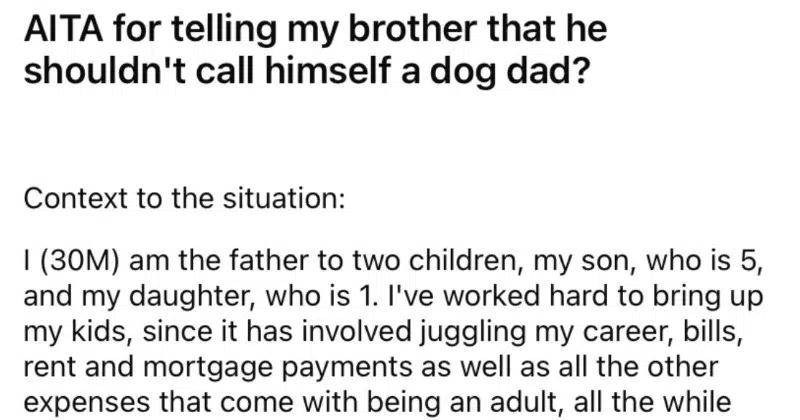 AITA for telling my brother that he
shouldn't call himself a dog dad?
Context to the situation:
I (30M) am the father to two children, my son, who is 5,
and my daughter, who is 1. I've worked hard to bring up
my kids, since it has involved juggling my career, bills,
rent and mortgage payments as well as all the other
expenses that come with being an adult, all the while